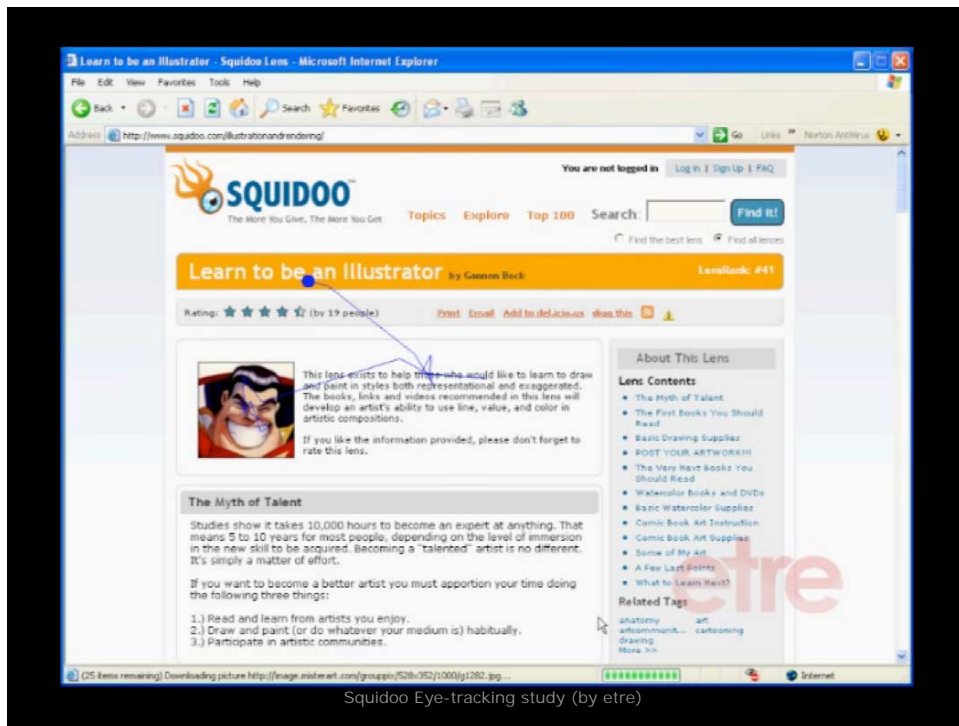 Learn to be an Illustrator - Squidoo Lens - Microsoft Internet Explorer
File Edit View Favorites Tools Help
Back Search Favorites
Address http://www.squidoo.com/illustrationandrendering/ Go Links » Norton AntiVirus
You are not logged in Log In | Sign Up | FAQ
SQUIDOO™
The More You Give, The More You Get
Topics Explore Top 100 Search: Find it!
Find the best lens Find all lenses
Learn to be an Illustrator by Gannon Beck LensRank: #41
Rating: (by 19 people) Print Email Add to del.icio.us digg this
This lens exists to help those who would like to learn to draw
and paint in styles both representational and exaggerated.
The books, links and videos recommended in this lens will
develop an artist's ability to use line, value, and color in
artistic compositions.
If you like the information provided, please don't forget to
rate this lens.
The Myth of Talent
Studies show it takes 10,000 hours to become an expert at anything. That
means 5 to 10 years for most people, depending on the level of immersion
in the new skill to be acquired. Becoming a "talented" artist is no different.
It's simply a matter of effort.
If you want to become a better artist you must apportion your time doing
the following three things:
1.) Read and learn from artists you enjoy.
2.) Draw and paint (or do whatever your medium is) habitually.
3.) Participate in artistic communities.
About This Lens
Lens Contents
The Myth of Talent
The First Books You Should
Read
Basic Drawing Supplies
POST YOUR ARTWORK!!!
The Very Next Books You
Should Read
Watercolor Books and DVDs
Basic Watercolor Supplies
Comic Book Art Instruction
Comic Book Art Supplies
Some of My Art
A Few Last Points
What to Learn Next?
Related Tags
anatomy art
artcommunit... cartooning
drawing
More >>
etre
(25 items remaining) Downloading picture http://image.misterart.com/grouppix/528x352/1000/g1282.jpg... Internet
Squidoo Eye-tracking study (by etre)